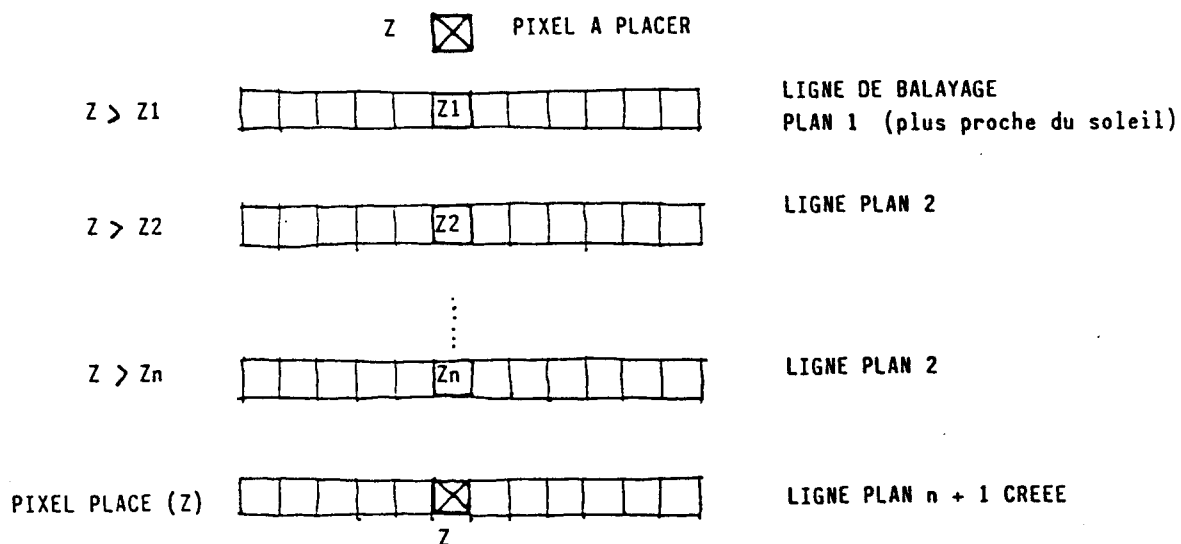 Z PIXEL A PLACER
Z > Z1 Z1 LIGNE DE BALAYAGE
PLAN 1 (plus proche du soleil)
Z > Z2 Z2 LIGNE PLAN 2
Z > Zn Zn LIGNE PLAN 2
PIXEL PLACE (Z) LIGNE PLAN n + 1 CREEE
Z